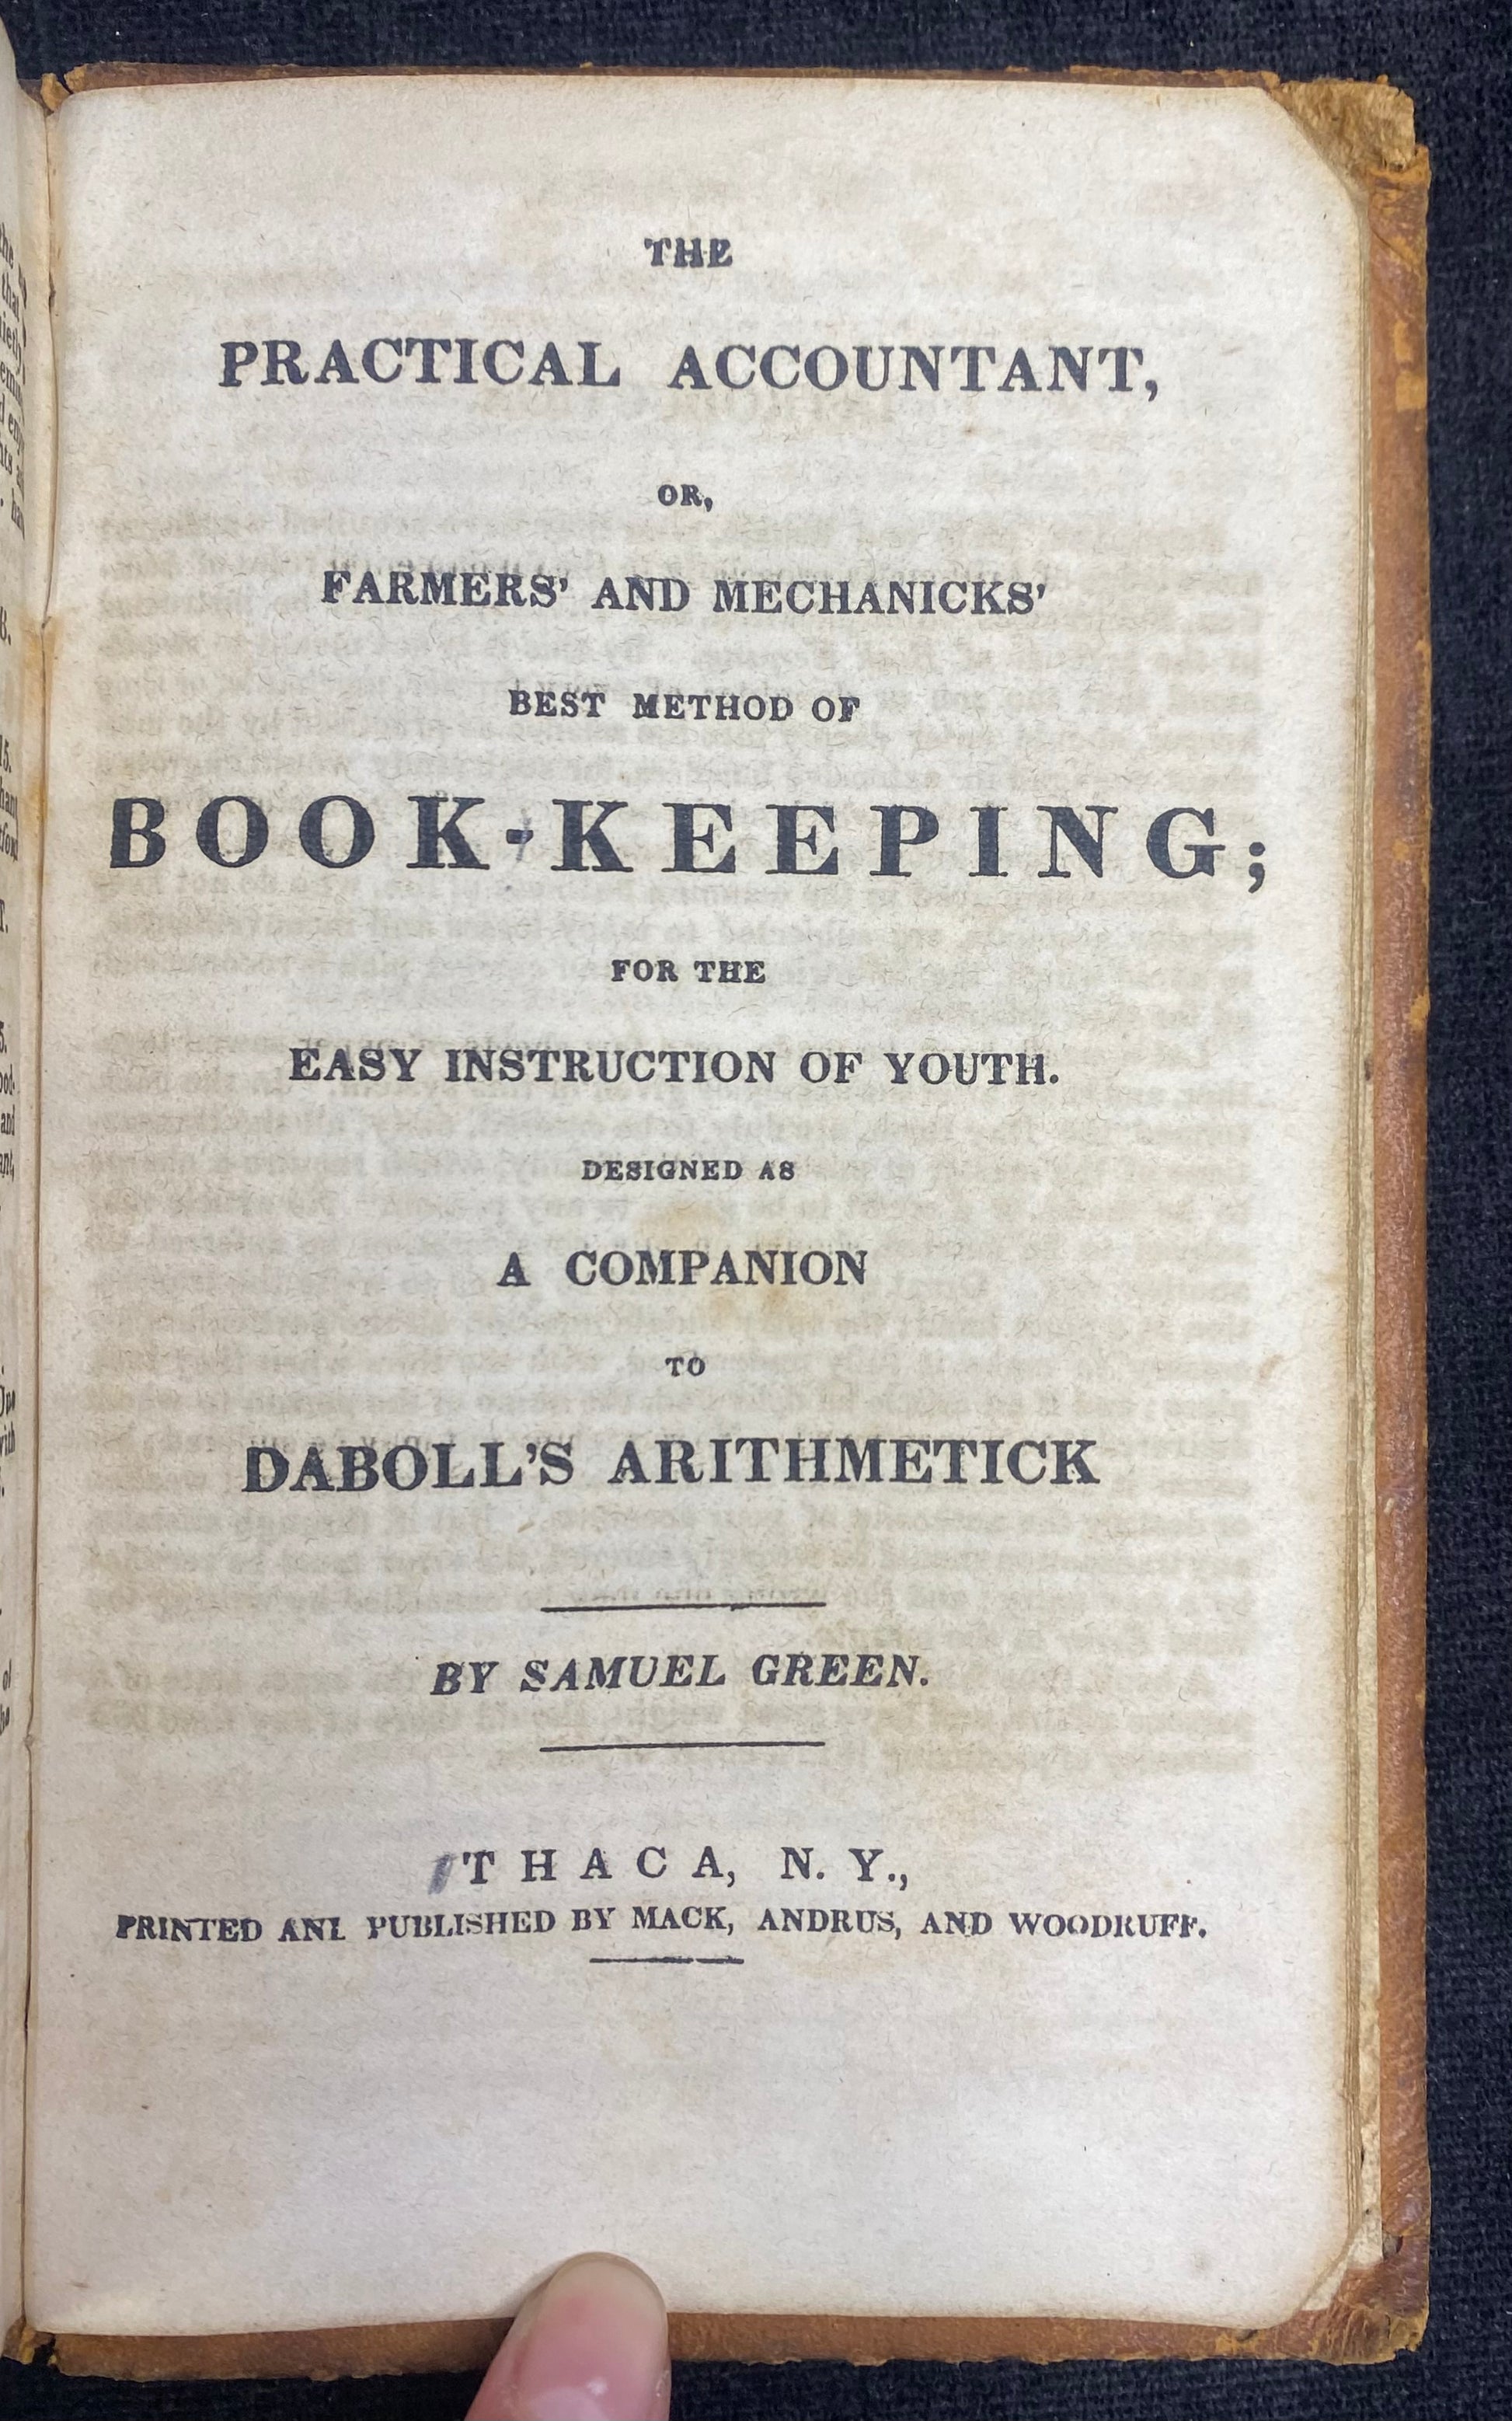 THE
PRACTICAL ACCOUNTANT,
OR,
FARMERS' AND MECHANICKS'
BEST METHOD OF
BOOK-KEEPING;
FOR THE
EASY INSTRUCTION OF YOUTH.
DESIGNED AS
A COMPANION
TO
DABOLL'S ARITHMETICK
BY SAMUEL GREEN.
ITHACA, N. Y.,
PRINTED AND PUBLISHED BY MACK, ANDRUS, AND WOODRUFF.